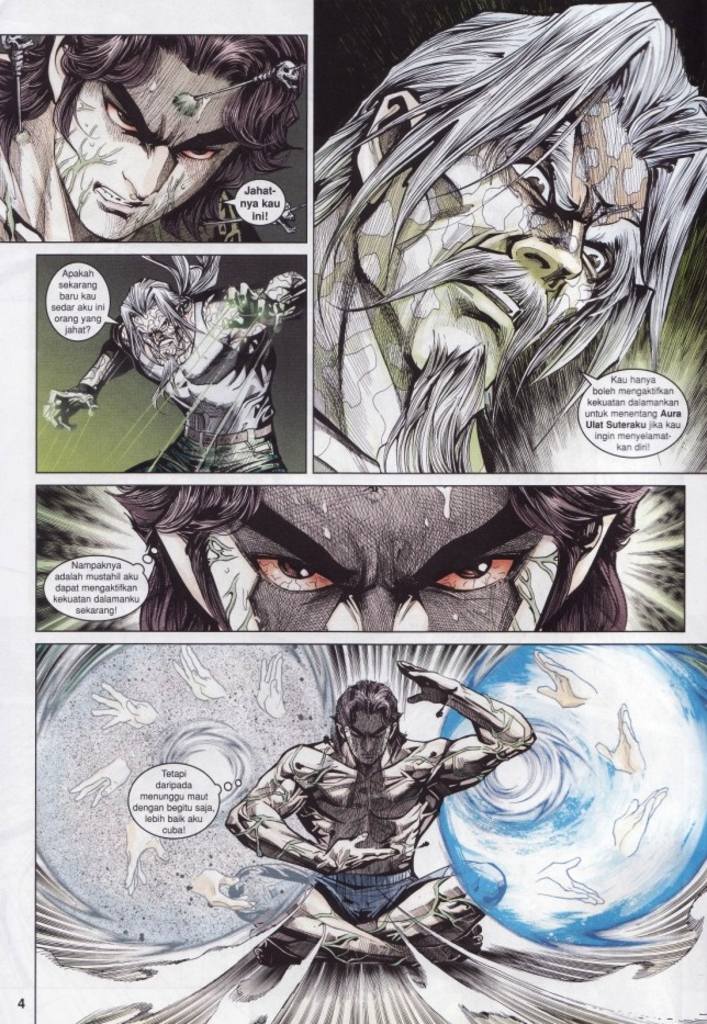 Jahat-
nya kau
ini!
Apakah
sekarang
baru kau
sedar aku ini
orang yang
jahat?
Kau hanya
boleh mengaktifkan
kekuatan dalamankan
untuk menentang Aura
Ulat Suteraku jika kau
ingin menyelamat-
kan diri!
Nampaknya
adalah mustahil aku
dapat mengaktifkan
kekuatan dalamanku
sekarang!
Tetapi
daripada
menunggu maut
dengan begitu saja,
lebih baik aku
cuba!
4